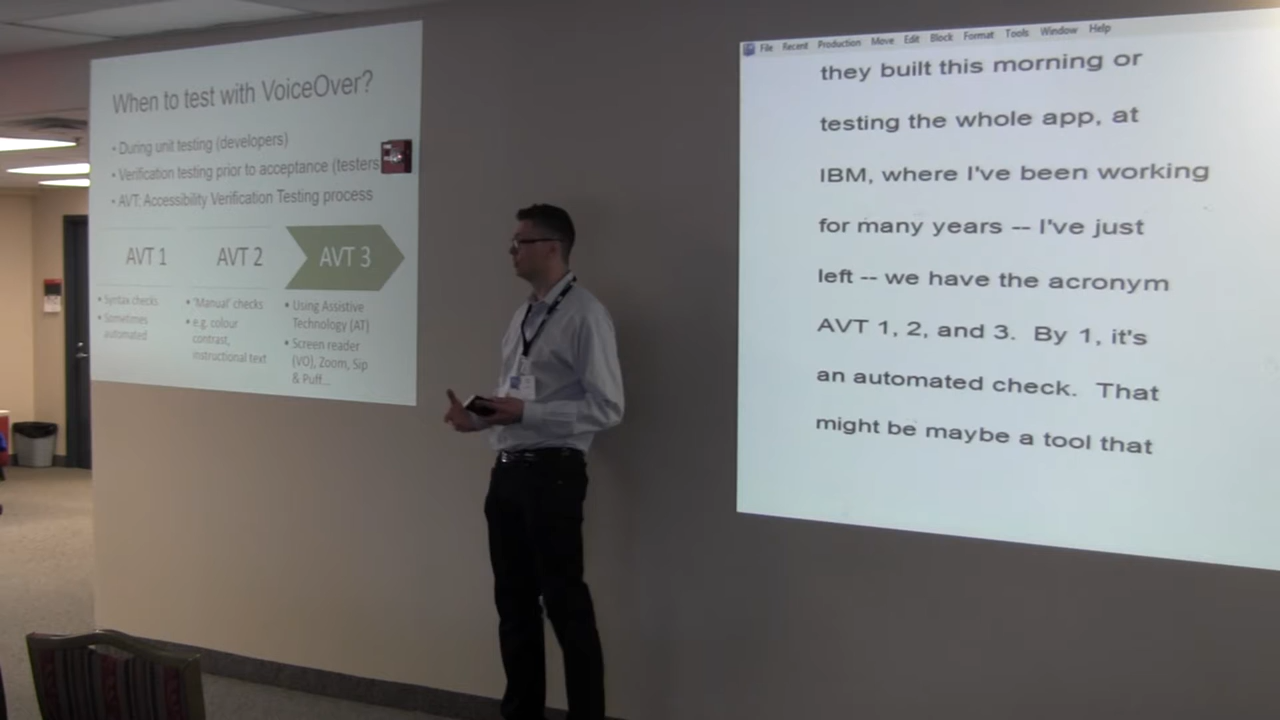 When to test with VoiceOver?
• During unit testing (developers)
• Verification testing prior to acceptance (testers
• AVT: Accessibility Verification Testing process
AVT 1
• Syntax checks
• Sometimes
automated
AVT 2
• 'Manual' checks
• e.g. colour
contrast,
instructional text
AVT 3
• Using Assistive
Technology (AT)
• Screen reader
(VO), Zoom, Sip
& Puff...
File Recent Production Move Edit Block Format Tools Window Help
they built this morning or
testing the whole app, at
IBM, where I've been working
for many years -- I've just
left -- we have the acronym
AVT 1, 2, and 3. By 1, it's
an automated check. That
might be maybe a tool that